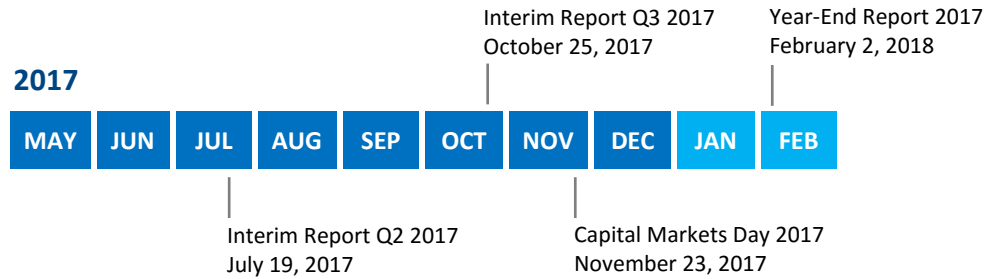 Interim Report Q3 2017
October 25, 2017
Year-End Report 2017
February 2, 2018
2017
MAY JUN JUL AUG SEP OCT NOV DEC JAN FEB
Interim Report Q2 2017
July 19, 2017
Capital Markets Day 2017
November 23, 2017